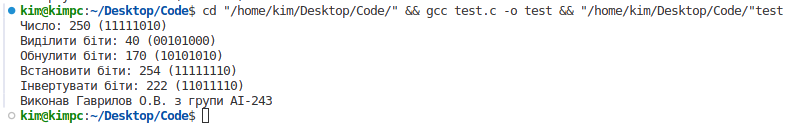 kim@kimpc:~/Desktop/Code$ cd "/home/kim/Desktop/Code/" && gcc test.c -o test && "/home/kim/Desktop/Code/"test
Число: 250 (11111010)
Виділити біти: 40 (00101000)
Обнулити біти: 170 (10101010)
Встановити біти: 254 (11111110)
Інвертувати біти: 222 (11011110)
Виконав Гаврилов О.В. з групи АІ-243
kim@kimpc:~/Desktop/Code$